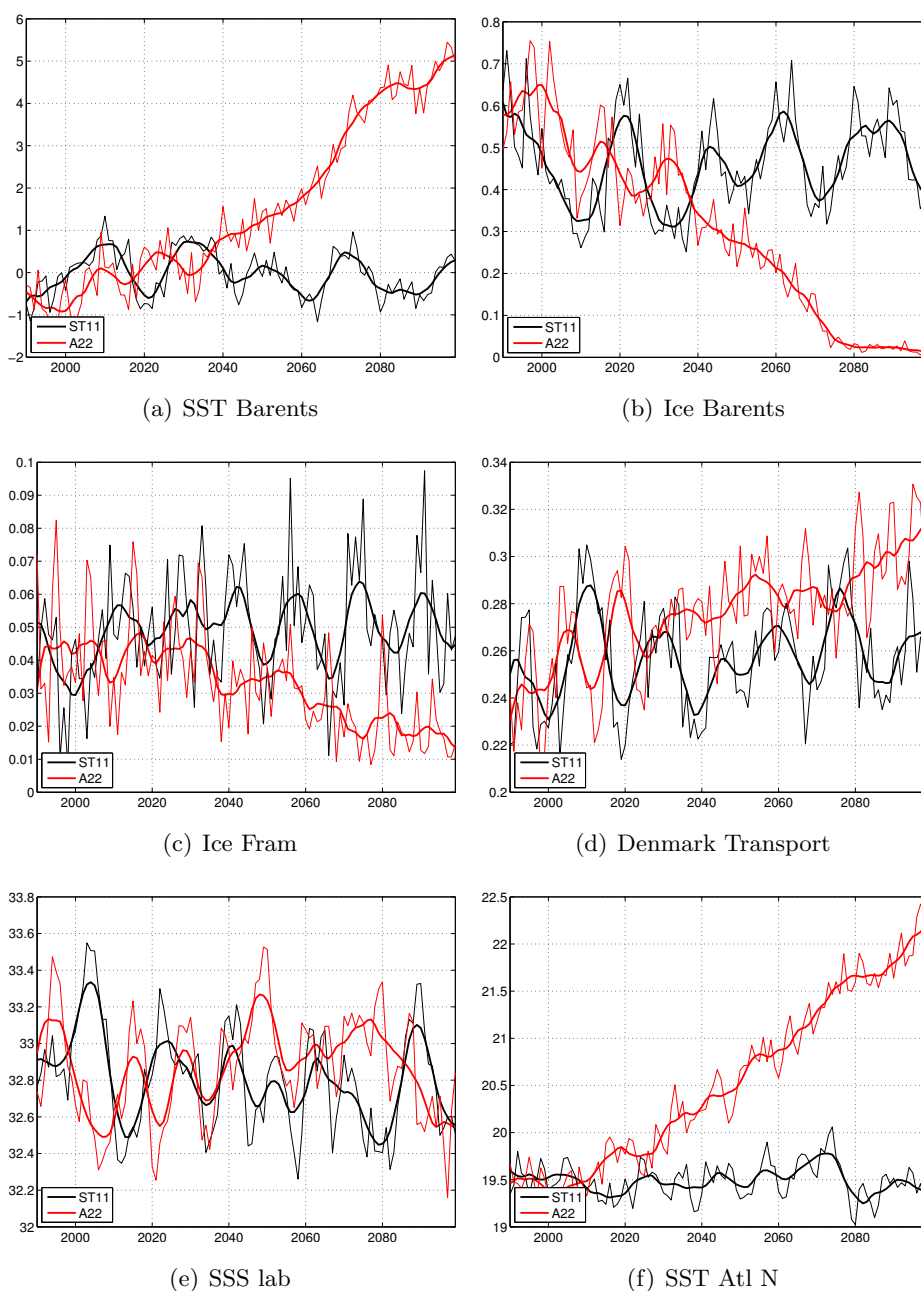 6
5
4
3
2
1
0
−1
−2
2000 2020 2040 2060 2080
ST11
A22
(a) SST Barents
0.8
0.7
0.6
0.5
0.4
0.3
0.2
0.1
0
2000 2020 2040 2060 2080
ST11
A22
(b) Ice Barents
0.1
0.09
0.08
0.07
0.06
0.05
0.04
0.03
0.02
0.01
0
2000 2020 2040 2060 2080
ST11
A22
(c) Ice Fram
0.34
0.32
0.3
0.28
0.26
0.24
0.22
0.2
2000 2020 2040 2060 2080
ST11
A22
(d) Denmark Transport
33.8
33.6
33.4
33.2
33
32.8
32.6
32.4
32.2
32
2000 2020 2040 2060 2080
ST11
A22
(e) SSS lab
22.5
22
21.5
21
20.5
20
19.5
19
2000 2020 2040 2060 2080
ST11
A22
(f) SST Atl N